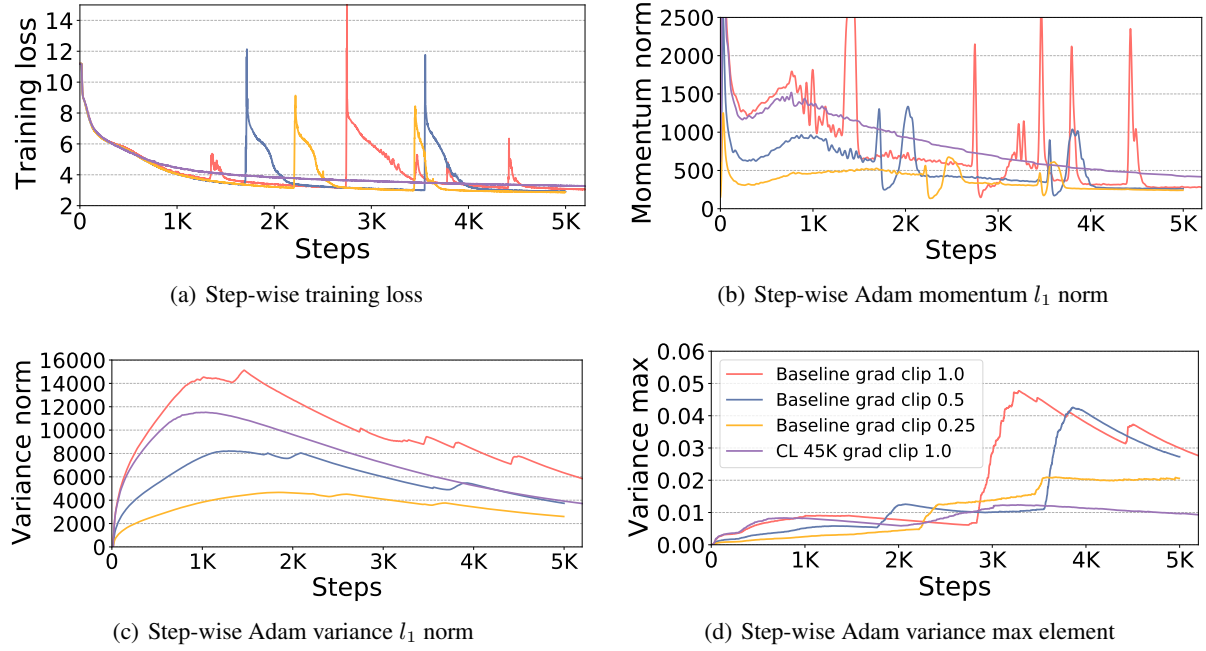 Training loss
14
12
10
8
6
4
2
0 1K 2K 3K 4K 5K
Steps
(a) Step-wise training loss
Momentum norm
2500
2000
1500
1000
500
0
0 1K 2K 3K 4K 5K
Steps
(b) Step-wise Adam momentum l₁ norm
Variance norm
16000
14000
12000
10000
8000
6000
4000
2000
0
0 1K 2K 3K 4K 5K
Steps
(c) Step-wise Adam variance l₁ norm
Variance max
0.06
0.05
0.04
0.03
0.02
0.01
0.00
0 1K 2K 3K 4K 5K
Steps
Baseline grad clip 1.0
Baseline grad clip 0.5
Baseline grad clip 0.25
CL 45K grad clip 1.0
(d) Step-wise Adam variance max element